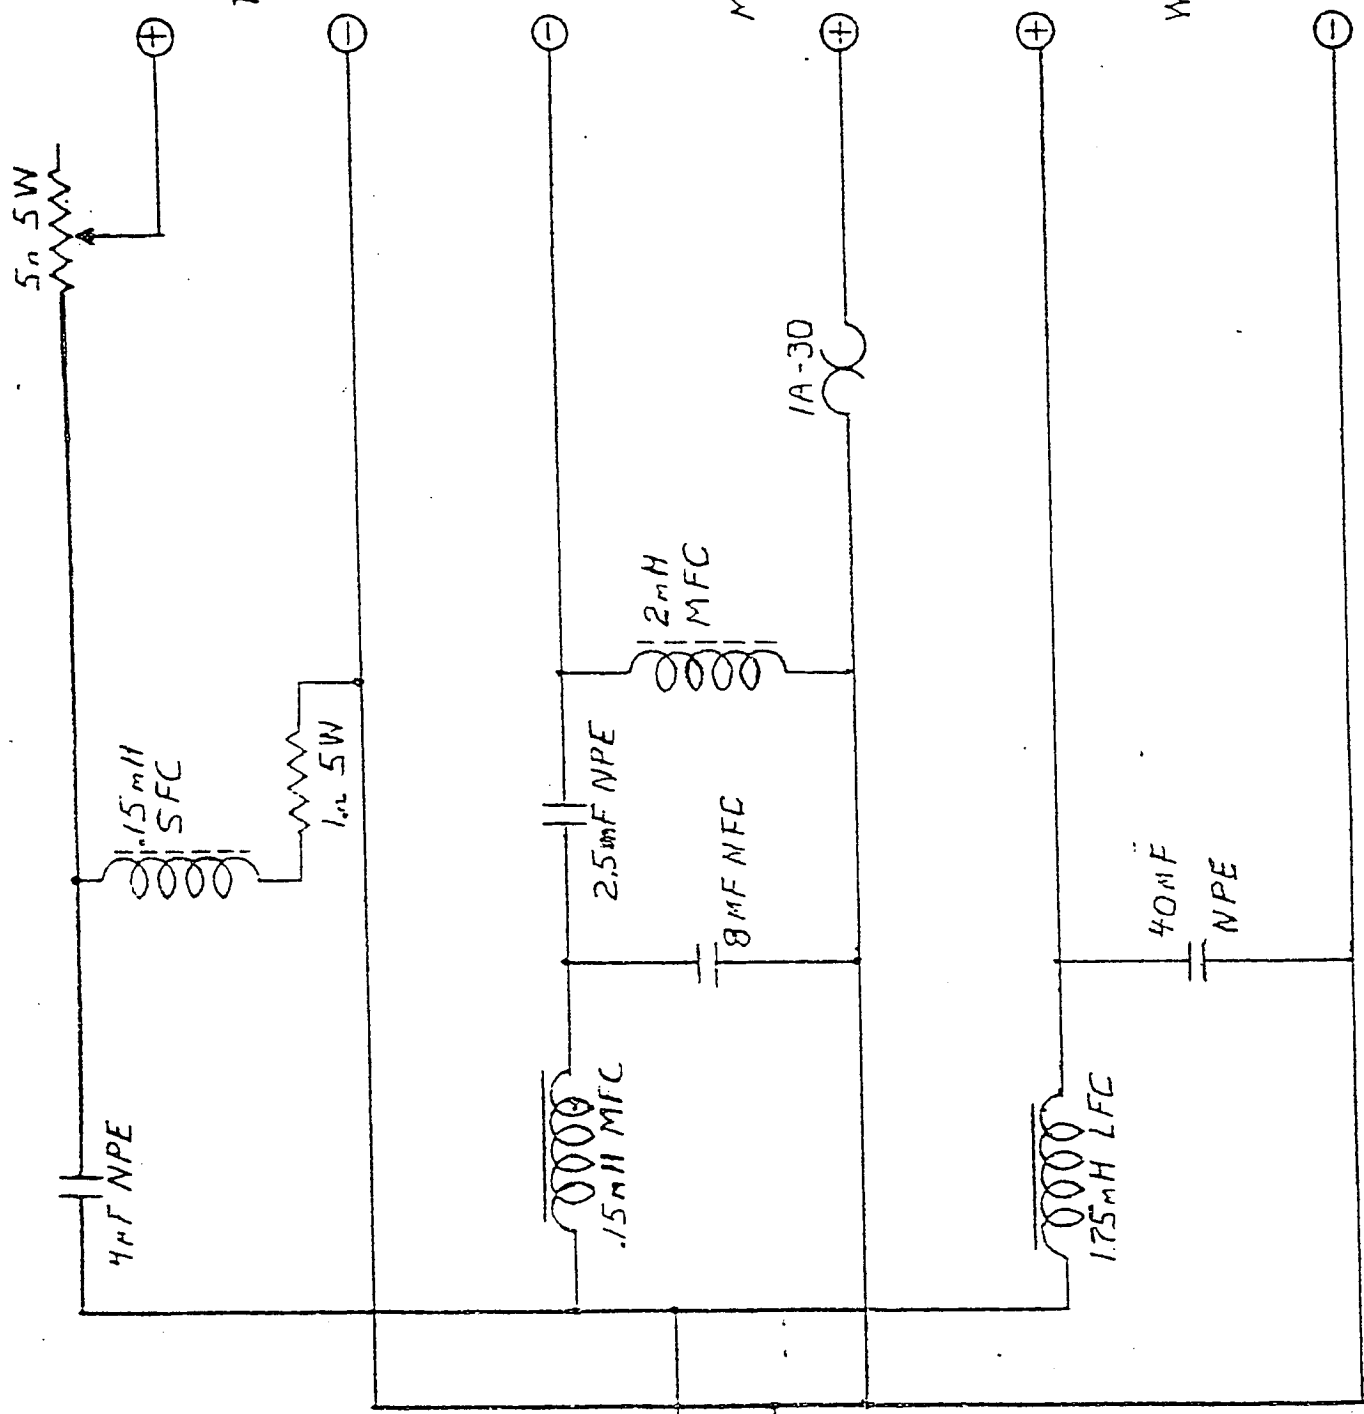 5Ω 5W
.15mH
SFC
1Ω 5W
4µF NPE
1A-30
2mH
MFC
2.5µF NPE
8MF NFC
.15mH MFC
40MF
NPE
1.75mH LFC
+
-
-
+
+
-
M
W